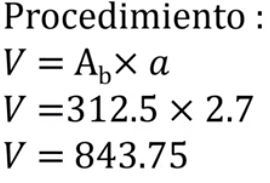 Procedimiento :
V = A_b × a
V =312.5 × 2.7
V = 843.75